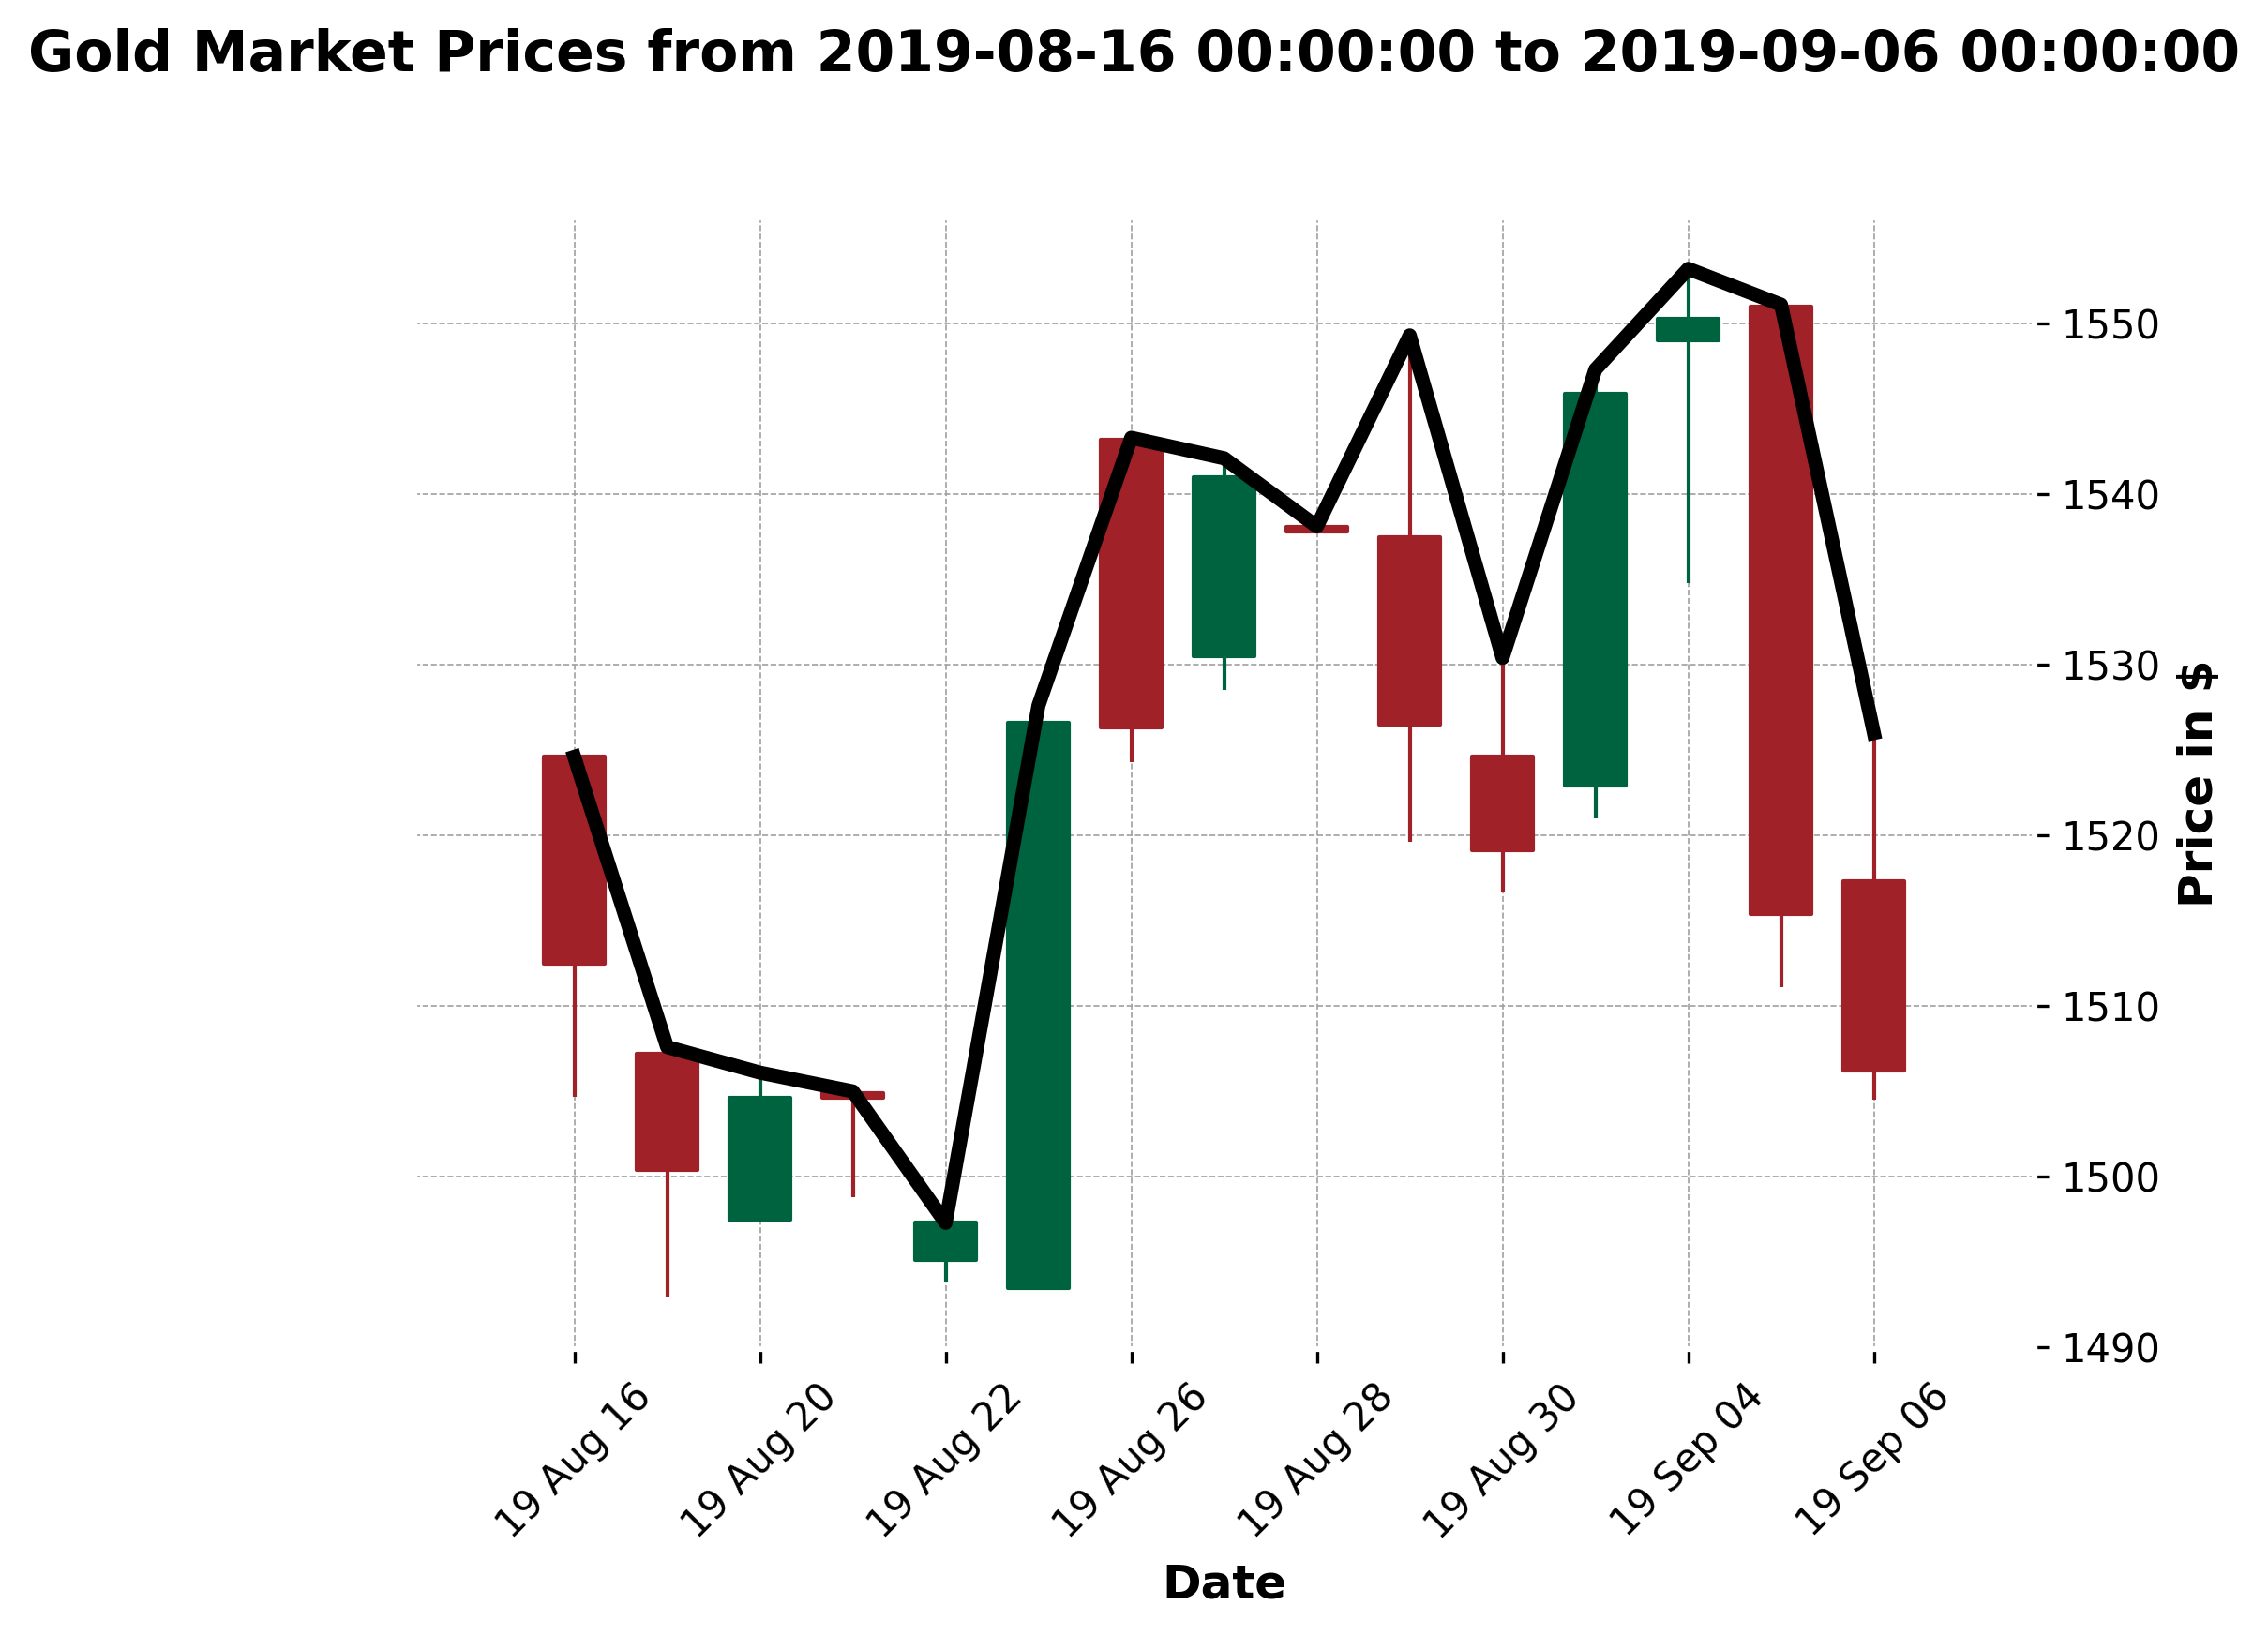 Gold Market Prices from 2019-08-16 00:00:00 to 2019-09-06 00:00:00
1550
1540
1530
1520
1510
1500
1490
Price in $
19 Aug 16
19 Aug 20
19 Aug 22
19 Aug 26
19 Aug 28
19 Aug 30
19 Sep 04
19 Sep 06
Date